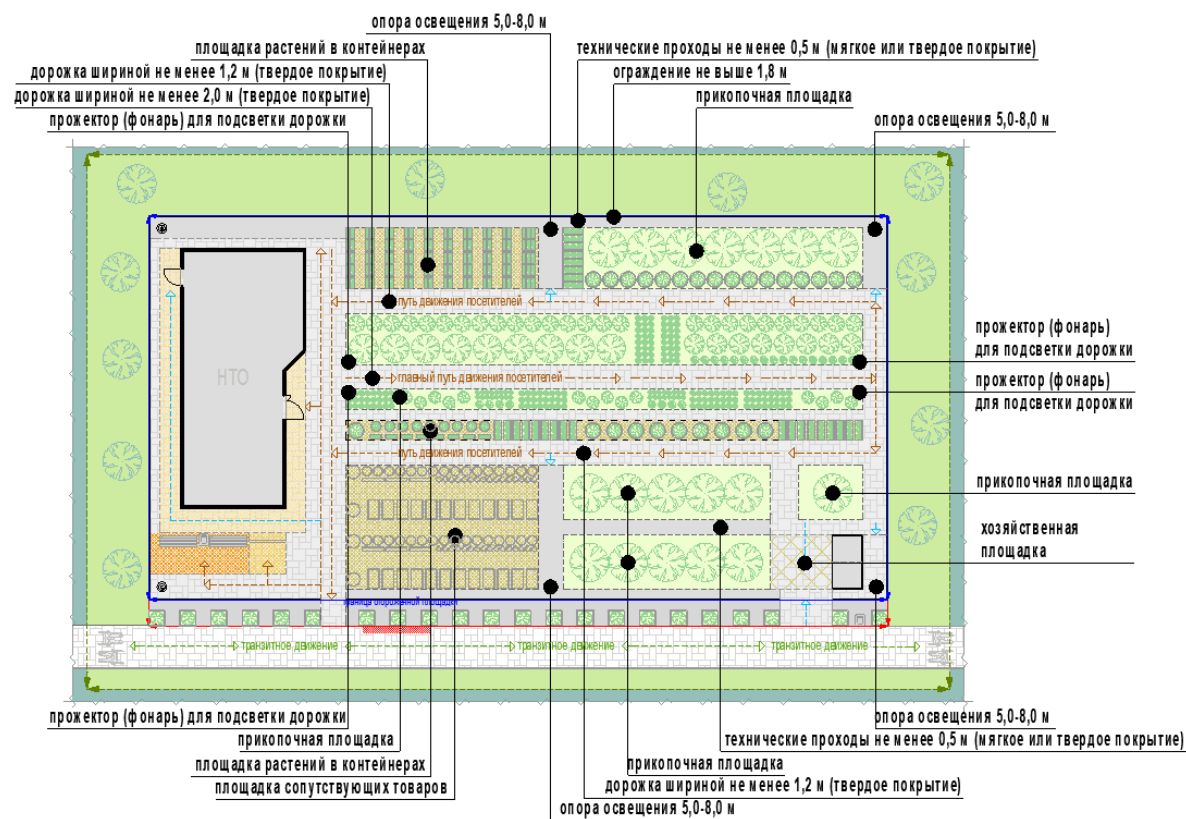 опора освещения 5,0-8,0 м
площадка растений в контейнерах
технические проходы не менее 0,5 м (мягкое или твердое покрытие)
дорожка шириной не менее 1,2 м (твердое покрытие)
ограждение не выше 1,8 м
дорожка шириной не менее 2,0 м (твердое покрытие)
прикопочная площадка
прожектор (фонарь) для подсветки дорожки
опора освещения 5,0-8,0 м
путь движения посетителей
прожектор (фонарь)
для подсветки дорожки
НТО
главный путь движения посетителей
прожектор (фонарь)
для подсветки дорожки
путь движения посетителей
прикопочная площадка
хозяйственная
площадка
граница огороженной площадки
транзитное движение
транзитное движение
транзитное движение
прожектор (фонарь) для подсветки дорожки
опора освещения 5,0-8,0 м
прикопочная площадка
технические проходы не менее 0,5 м (мягкое или твердое покрытие)
площадка растений в контейнерах
прикопочная площадка
площадка сопутствующих товаров
дорожка шириной не менее 1,2 м (твердое покрытие)
опора освещения 5,0-8,0 м